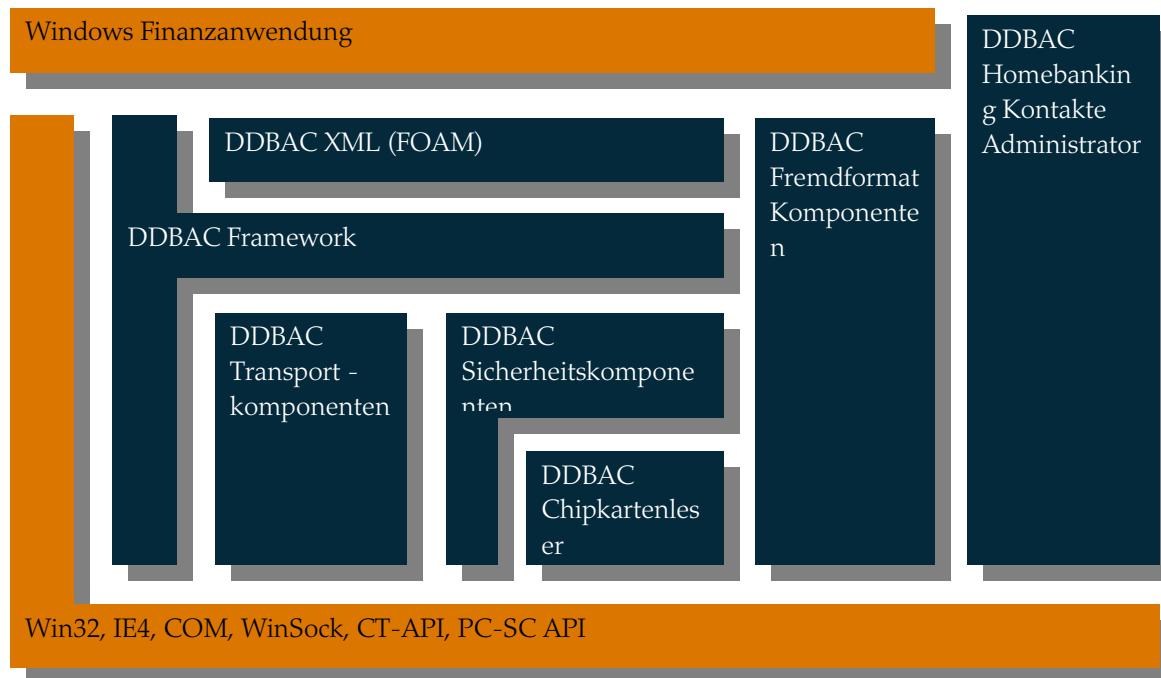 Windows Finanzanwendung
DDBAC
Homebankin
g Kontakte
Administrator
DDBAC XML (FOAM)
DDBAC
Fremdformat
Komponente
n
DDBAC Framework
DDBAC
Transport -
komponenten
DDBAC
Sicherheitskompone
nten
DDBAC
Chipkartenles
er
Win32, IE4, COM, WinSock, CT-API, PC-SC API